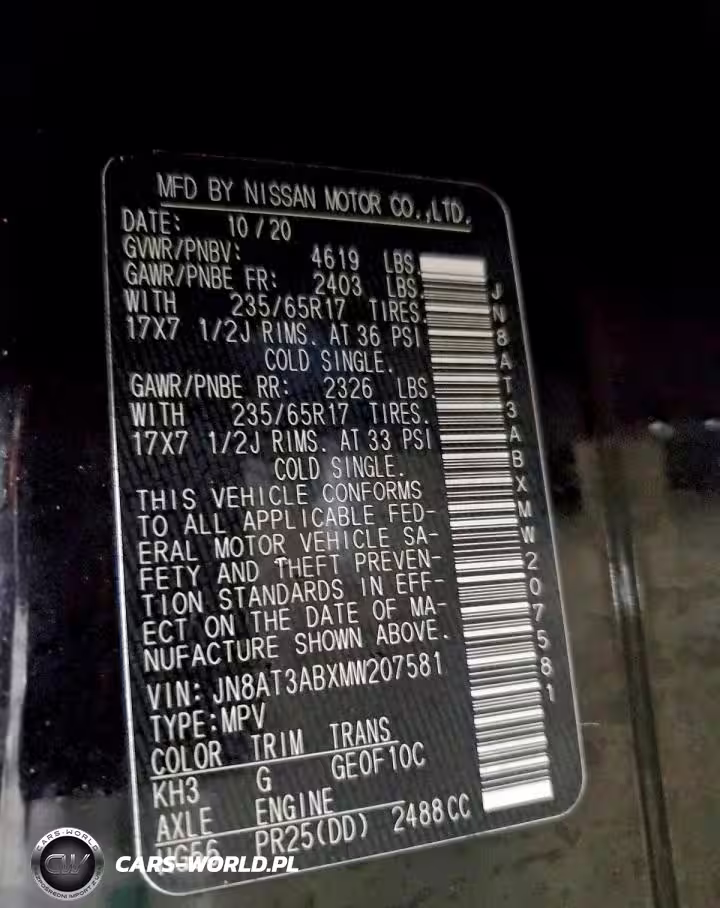 MFD BY NISSAN MOTOR CO.,LTD.
DATE: 10/20
GVWR/PNBV: 4619 LBS.
GAWR/PNBE FR: 2403 LBS.
WITH 235/65R17 TIRES.
17X7 1/2J RIMS. AT 36 PSI
COLD SINGLE.
GAWR/PNBE RR: 2326 LBS.
WITH 235/65R17 TIRES.
17X7 1/2J RIMS. AT 33 PSI
COLD SINGLE.
THIS VEHICLE CONFORMS
TO ALL APPLICABLE FED-
ERAL MOTOR VEHICLE SA-
FETY AND THEFT PREVEN-
TION STANDARDS IN EFF-
ECT ON THE DATE OF MA-
NUFACTURE SHOWN ABOVE.
VIN: JN8AT3ABXMW207581
TYPE:MPV
COLOR TRIM TRANS
KH3 G GEOF10C
AXLE ENGINE
PR25(DD) 2488CC
JN8AT3ABXMW207581
CARS-WORLD
CW
CARS-WORLD.PL